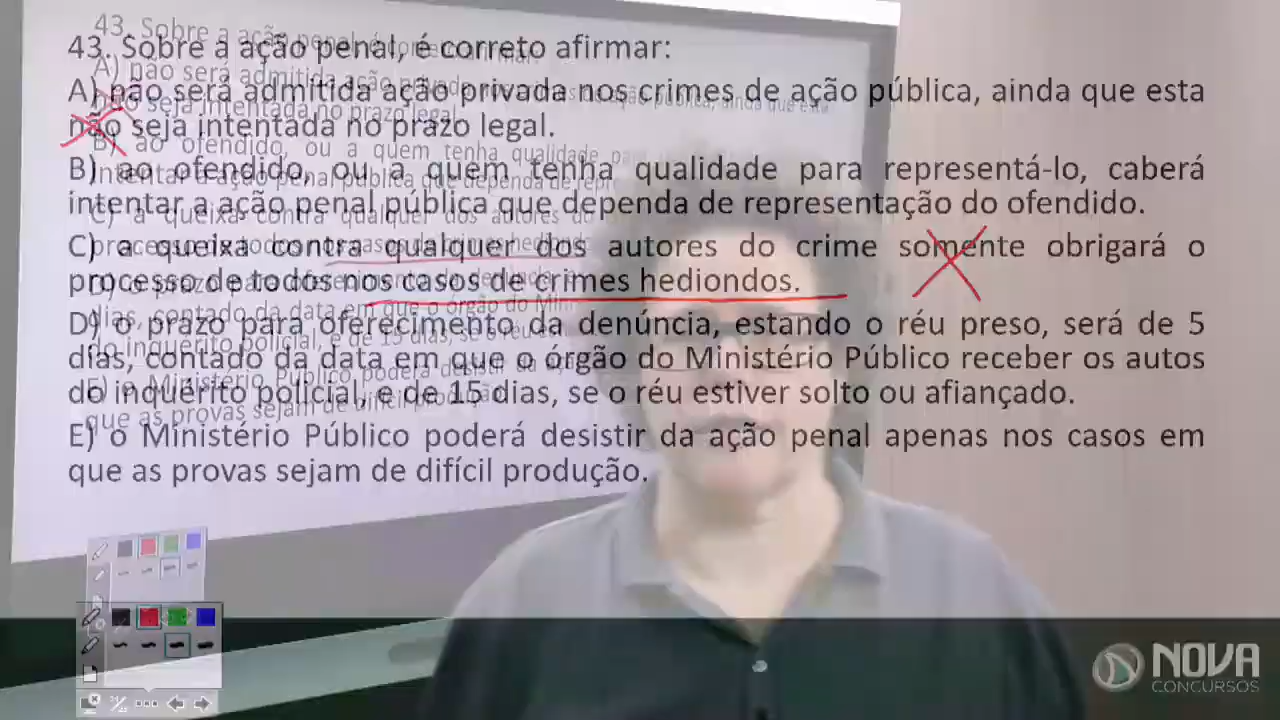 43. Sobre a ação penal, é correto afirmar:
A) não será admitida ação privada nos crimes de ação pública, ainda que esta
não seja intentada no prazo legal.
B) ao ofendido, ou a quem tenha qualidade para representá-lo, caberá
intentar a ação penal pública que dependa de representação do ofendido.
C) a queixa contra qualquer dos autores do crime somente obrigará o
processo de todos nos casos de crimes hediondos.
D) o prazo para oferecimento da denúncia, estando o réu preso, será de 5
dias, contado da data em que o órgão do Ministério Público receber os autos
do inquérito policial, e de 15 dias, se o réu estiver solto ou afiançado.
E) o Ministério Público poderá desistir da ação penal apenas nos casos em
que as provas sejam de difícil produção.
NOVA
CONCURSOS